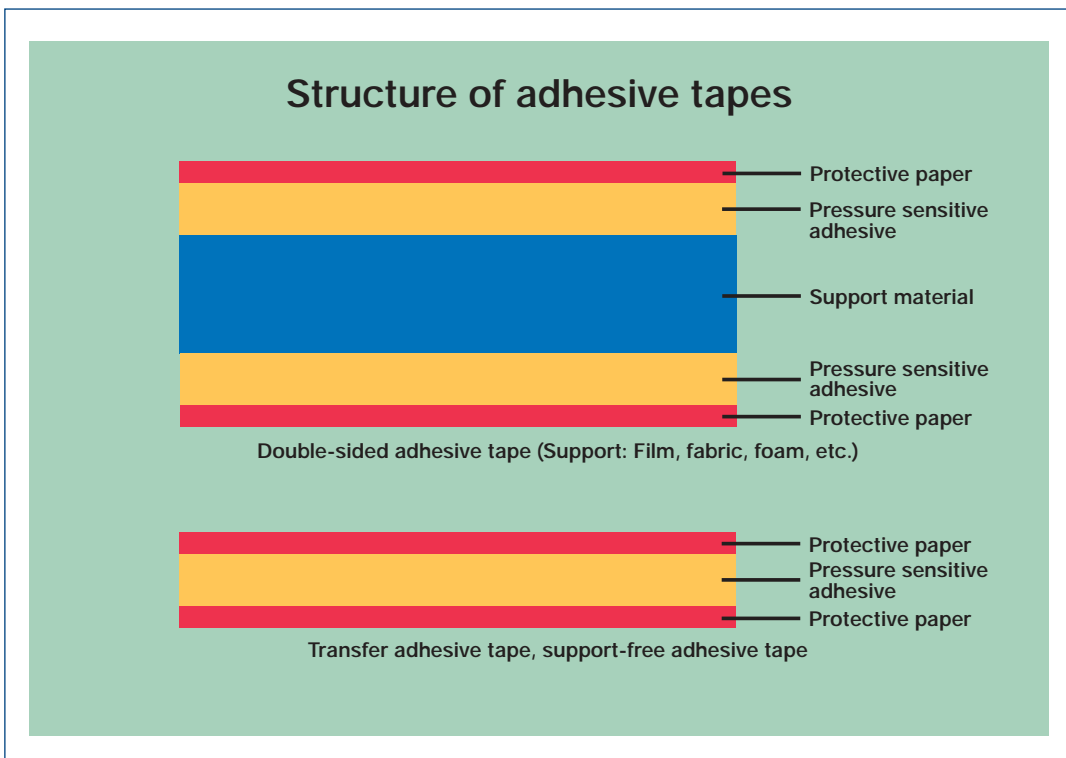 Structure of adhesive tapes
Protective paper
Pressure sensitive
adhesive
Support material
Pressure sensitive
adhesive
Protective paper
Double-sided adhesive tape (Support: Film, fabric, foam, etc.)
Protective paper
Pressure sensitive
adhesive
Protective paper
Transfer adhesive tape, support-free adhesive tape